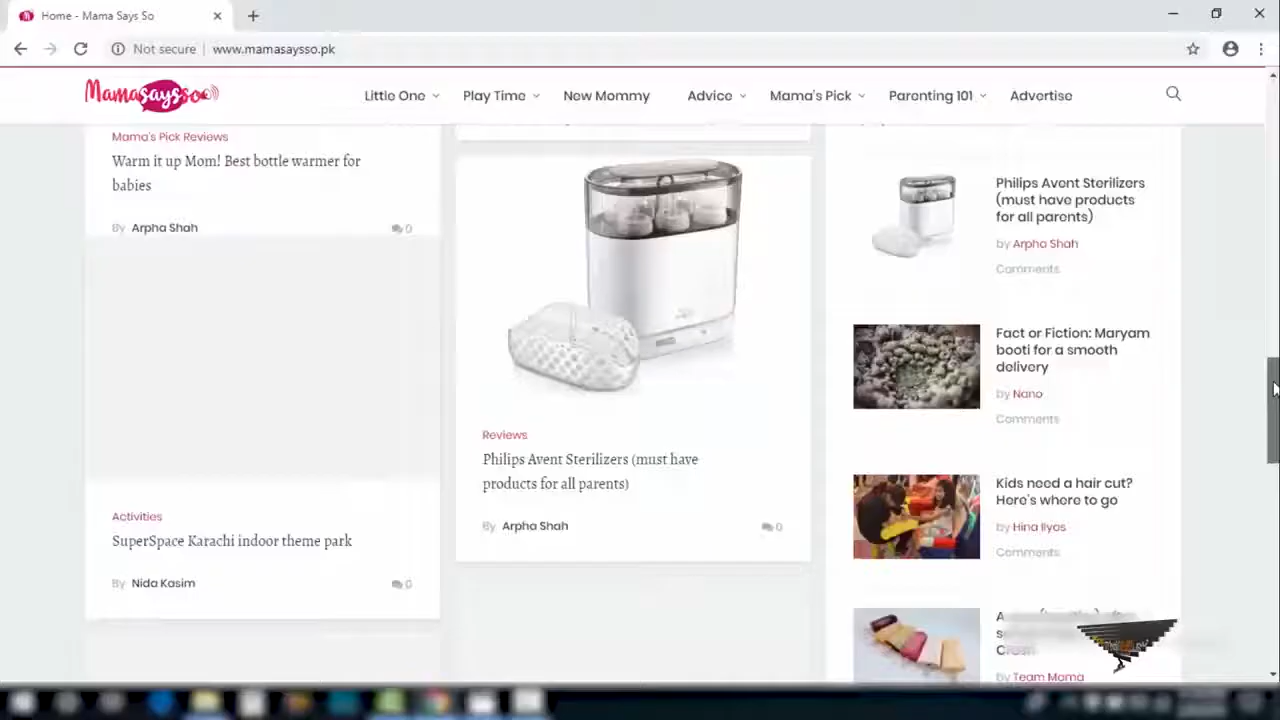 Home - Mama Says So
Not secure
www.mamasaysso.pk
Mamasaysso
Little One
Play Time
New Mommy
Advice
Mama's Pick
Parenting 101
Advertise
Mama's Pick Reviews
Warm it up Mom! Best bottle warmer for
babies
By Arpha Shah
0
Activities
SuperSpace Karachi indoor theme park
By Nida Kasim
0
Reviews
Philips Avent Sterilizers (must have
products for all parents)
By Arpha Shah
0
Philips Avent Sterilizers
(must have products
for all parents)
by Arpha Shah
Comments
Fact or Fiction: Maryam
booti for a smooth
delivery
by Nano
Comments
Kids need a hair cut?
Here's where to go
by Hina Ilyas
Comments
by Team Mama